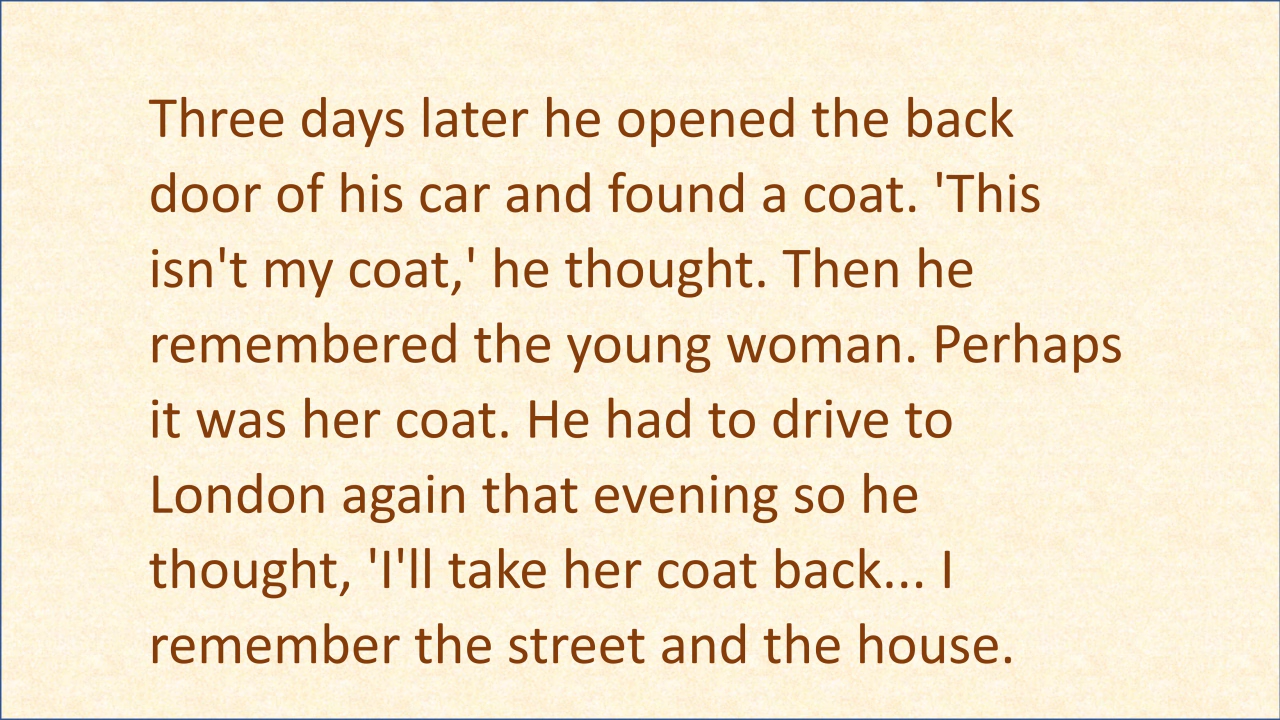 Three days later he opened the back
door of his car and found a coat. 'This
isn't my coat,' he thought. Then he
remembered the young woman. Perhaps
it was her coat. He had to drive to
London again that evening so he
thought, 'I'll take her coat back... I
remember the street and the house.